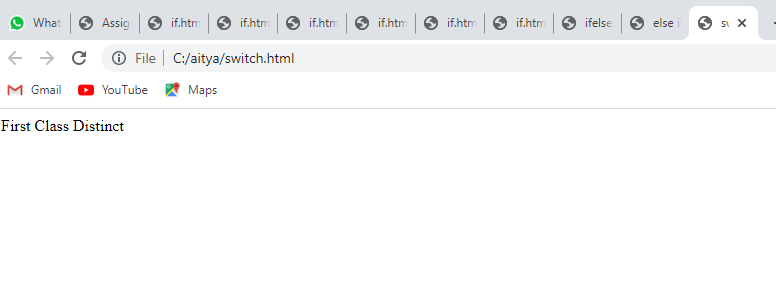 What Assig if.htm if.htm if.htm if.htm if.htm if.htm ifelse else i sv
File C:/aitya/switch.html
Gmail YouTube Maps
First Class Distinct